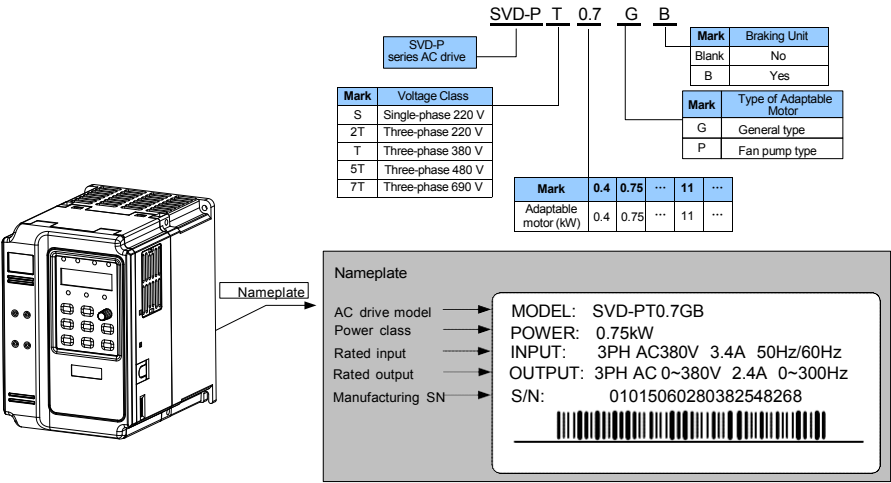 SVD-P T 0.7 G B
SVD-P
series AC drive
Mark Braking Unit
Blank No
B Yes
Mark Voltage Class
S Single-phase 220 V
2T Three-phase 220 V
T Three-phase 380 V
5T Three-phase 480 V
7T Three-phase 690 V
Mark Type of Adaptable
Motor
G General type
P Fan pump type
Mark 0.4 0.75 ··· 11 ···
Adaptable
motor (kW) 0.4 0.75 ··· 11 ···
Nameplate
Nameplate
AC drive model MODEL: SVD-PT0.7GB
Power class POWER: 0.75kW
Rated input INPUT: 3PH AC380V 3.4A 50Hz/60Hz
Rated output OUTPUT: 3PH AC 0~380V 2.4A 0~300Hz
Manufacturing SN S/N: 01015060280382548268